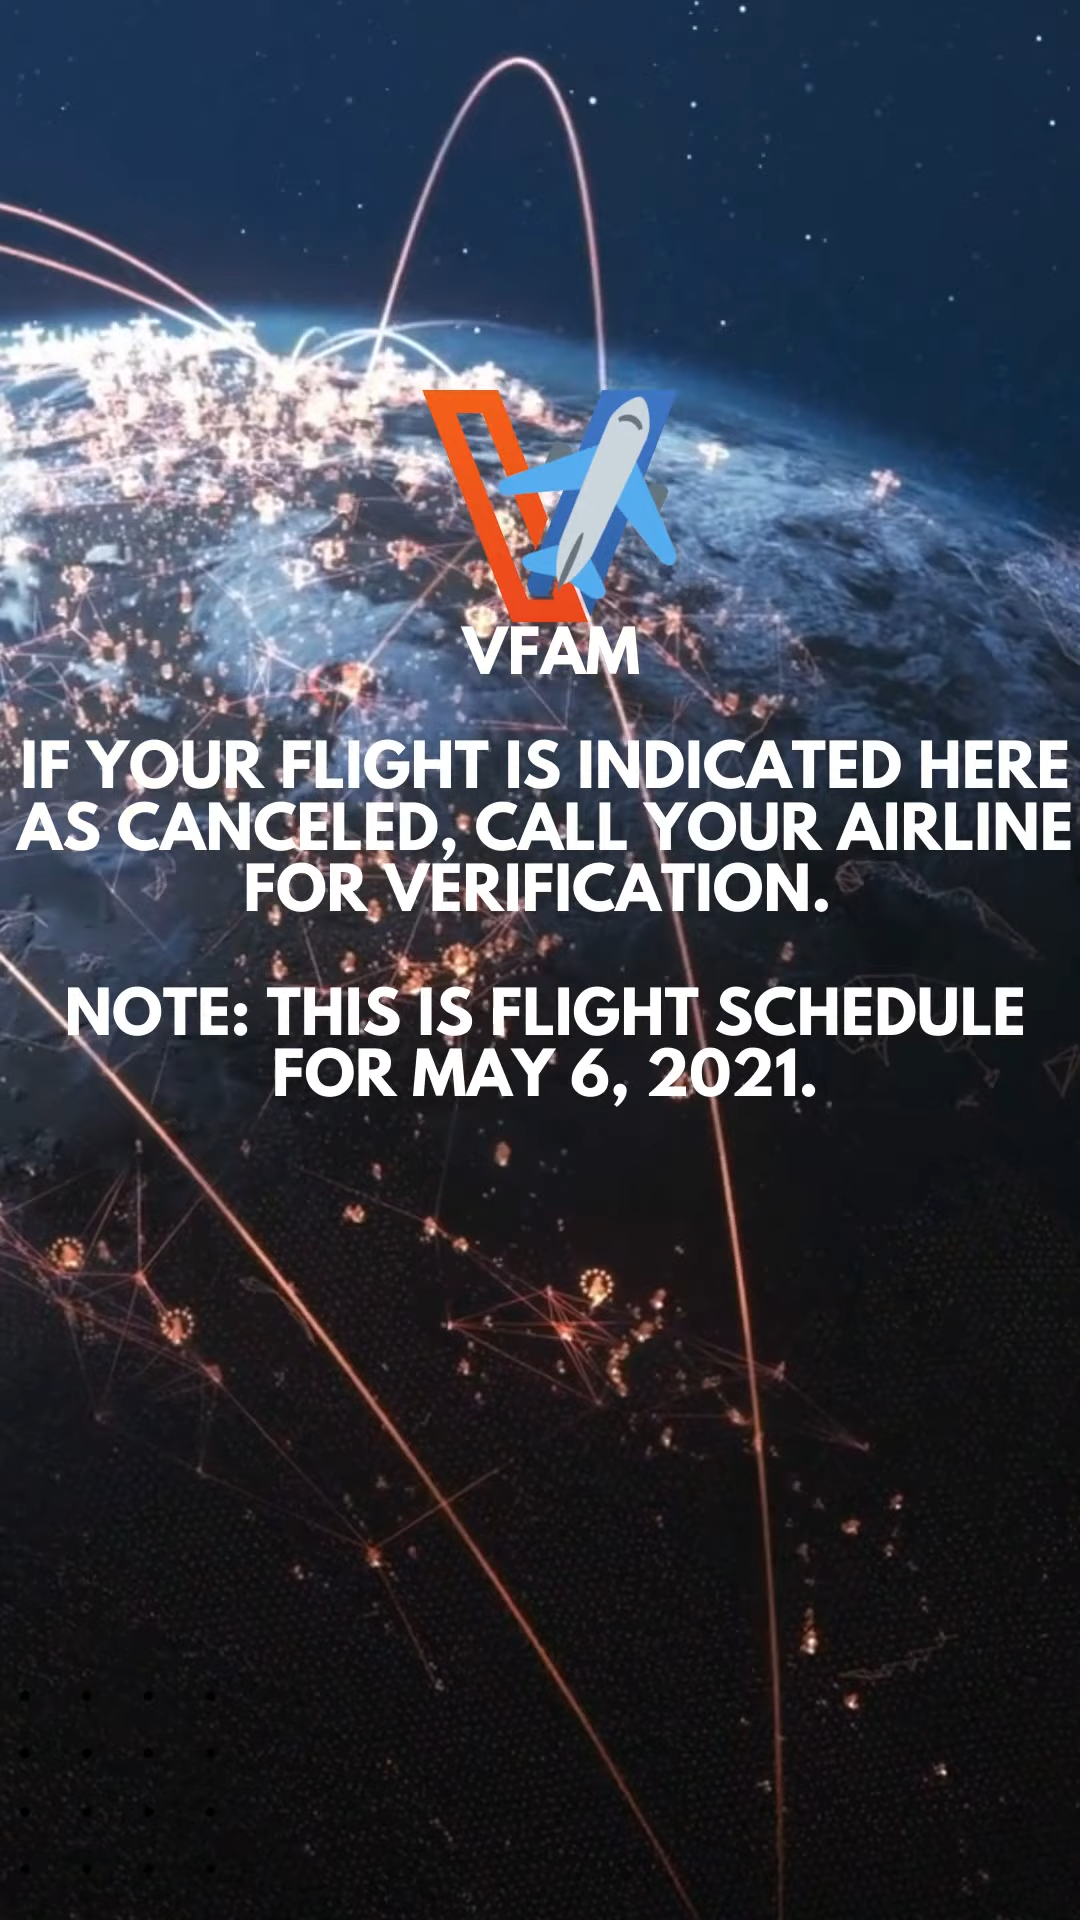 VFAM
IF YOUR FLIGHT IS INDICATED HERE
AS CANCELED, CALL YOUR AIRLINE
FOR VERIFICATION.
NOTE: THIS IS FLIGHT SCHEDULE
FOR MAY 6, 2021.